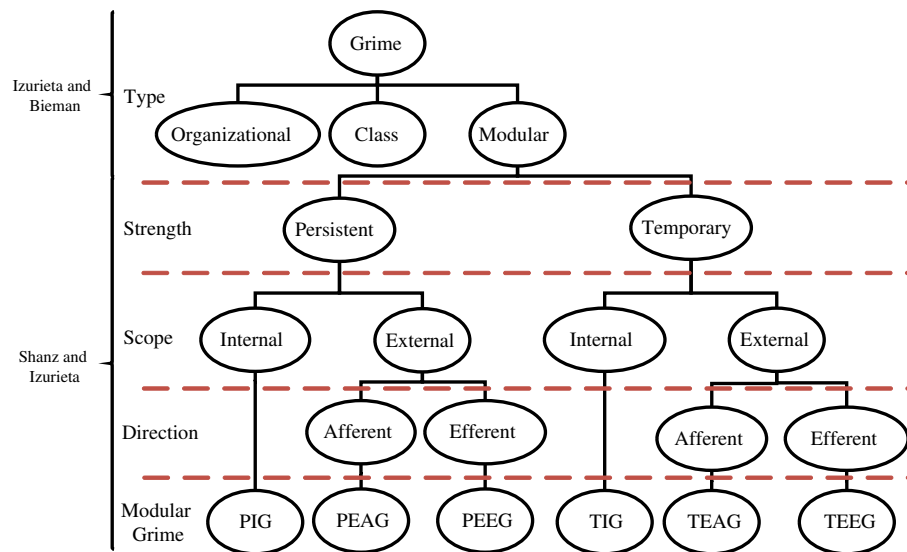 Grime
Izurieta and
Bieman
Type
Organizational
Class
Modular
Strength
Persistent
Temporary
Scope
Internal
External
Internal
External
Shanz and
Izurieta
Direction
Afferent
Efferent
Afferent
Efferent
Modular
Grime
PIG
PEAG
PEEG
TIG
TEAG
TEEG